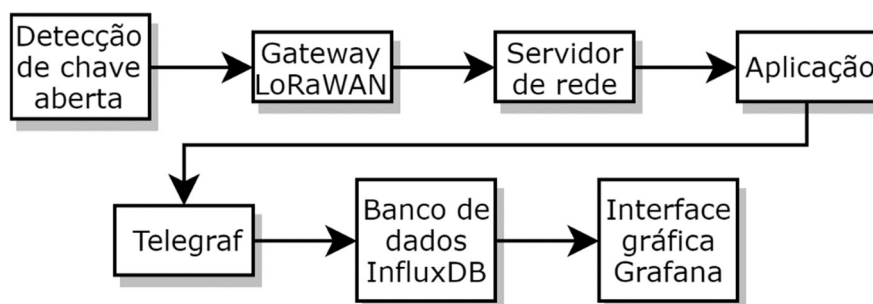 Detecção
de chave
aberta
Gateway
LoRaWAN
Servidor
de rede
Aplicação
Telegraf
Banco de
dados
InfluxDB
Interface
gráfica
Grafana